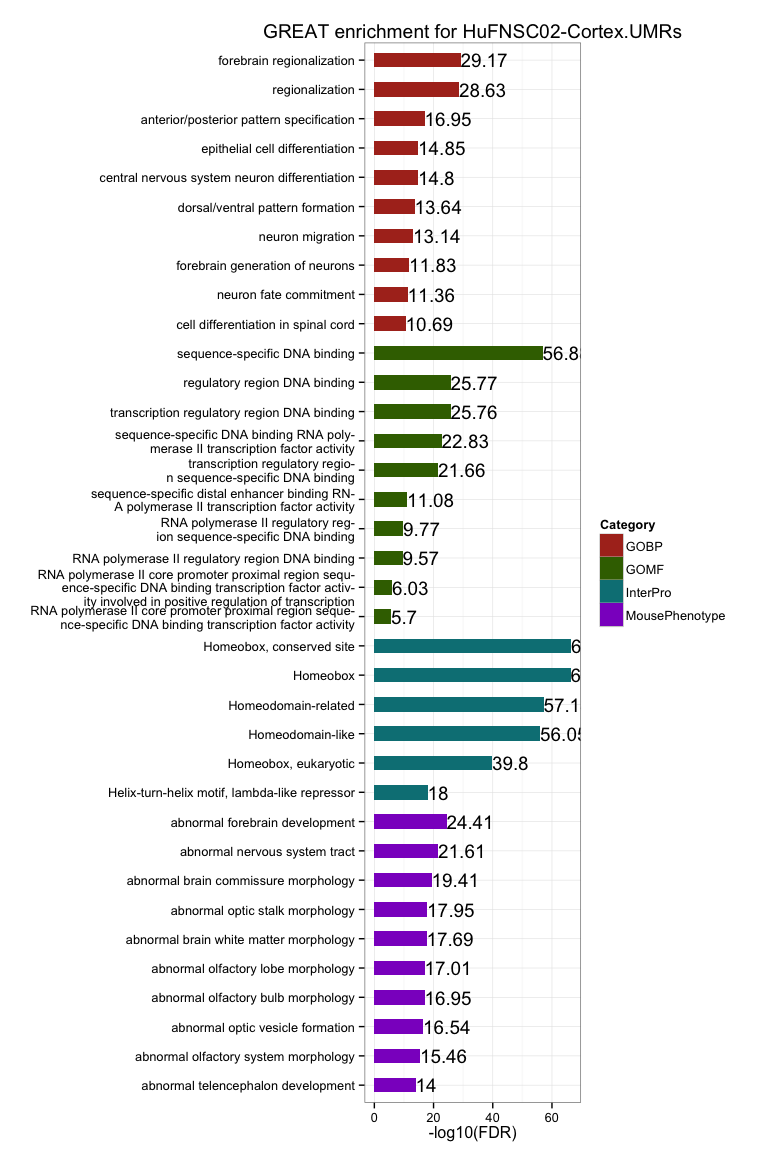 GREAT enrichment for HuFNSC02-Cortex.UMRs
forebrain regionalization
29.17
regionalization
28.63
anterior/posterior pattern specification
16.95
epithelial cell differentiation
14.85
central nervous system neuron differentiation
14.8
dorsal/ventral pattern formation
13.64
neuron migration
13.14
forebrain generation of neurons
11.83
neuron fate commitment
11.36
cell differentiation in spinal cord
10.69
sequence-specific DNA binding
56.8
regulatory region DNA binding
25.77
transcription regulatory region DNA binding
25.76
sequence-specific DNA binding RNA poly-
merase II transcription factor activity
22.83
transcription regulatory regio-
n sequence-specific DNA binding
21.66
sequence-specific distal enhancer binding RN-
A polymerase II transcription factor activity
11.08
RNA polymerase II regulatory reg-
ion sequence-specific DNA binding
9.77
RNA polymerase II regulatory region DNA binding
9.57
RNA polymerase II core promoter proximal region sequ-
ence-specific DNA binding transcription factor activ-
ity involved in positive regulation of transcription
6.03
RNA polymerase II core promoter proximal region seque-
nce-specific DNA binding transcription factor activity
5.7
Homeobox, conserved site
6
Homeobox
6
Homeodomain-related
57.1
Homeodomain-like
56.05
Homeobox, eukaryotic
39.8
Helix-turn-helix motif, lambda-like repressor
18
abnormal forebrain development
24.41
abnormal nervous system tract
21.61
abnormal brain commissure morphology
19.41
abnormal optic stalk morphology
17.95
abnormal brain white matter morphology
17.69
abnormal olfactory lobe morphology
17.01
abnormal olfactory bulb morphology
16.95
abnormal optic vesicle formation
16.54
abnormal olfactory system morphology
15.46
abnormal telencephalon development
14
0 20 40 60
-log10(FDR)
Category
GOBP
GOMF
InterPro
MousePhenotype